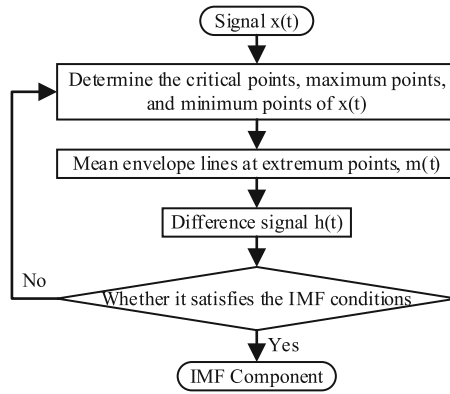 Signal x(t)
Determine the critical points, maximum points,
and minimum points of x(t)
Mean envelope lines at extremum points, m(t)
Difference signal h(t)
Whether it satisfies the IMF conditions
No
Yes
IMF Component